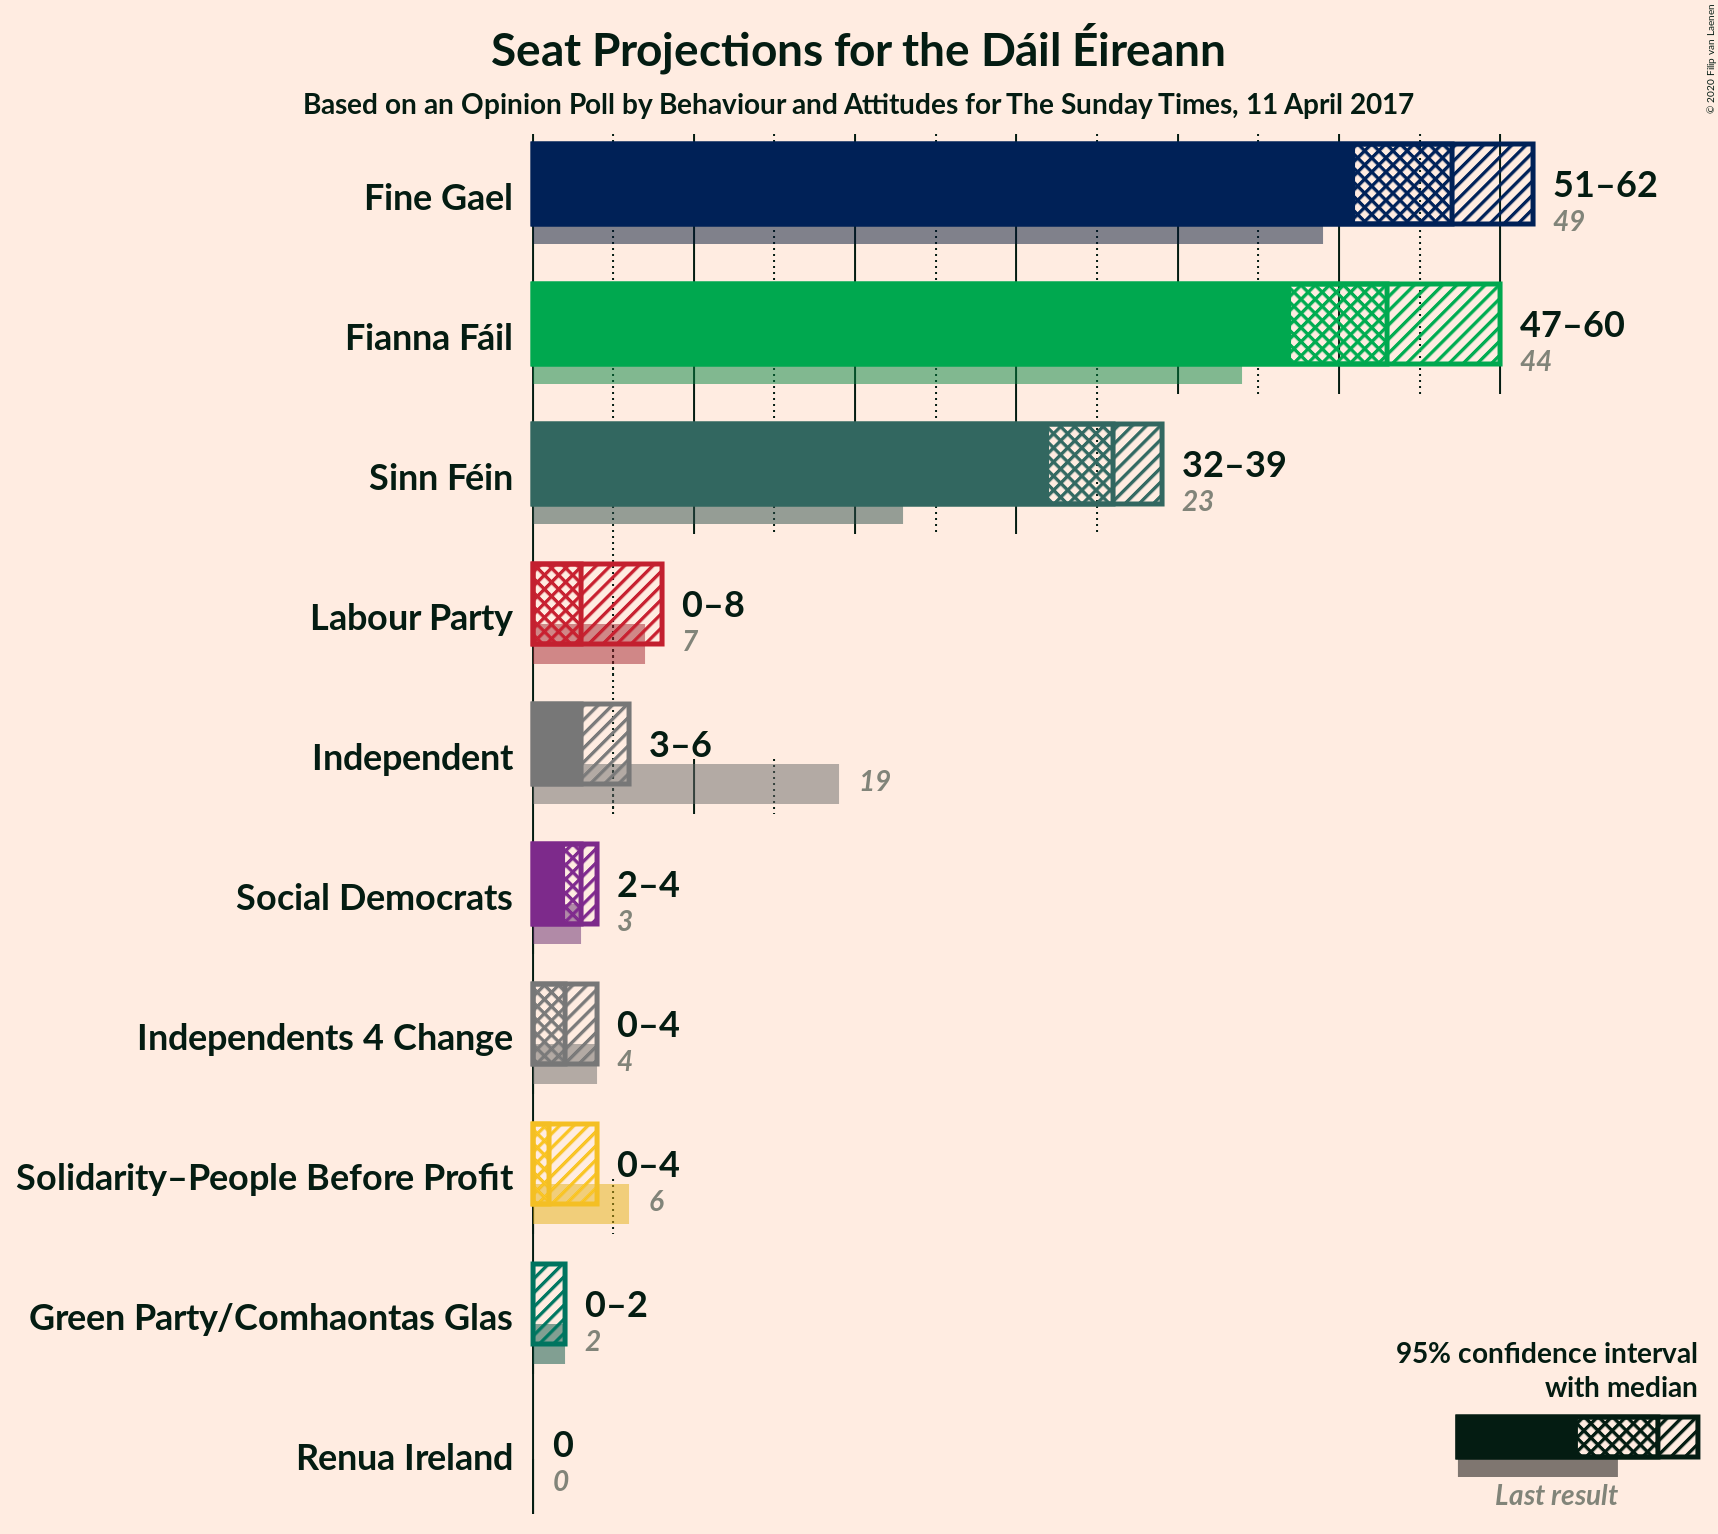 Seat Projections for the Dáil Éireann
Based on an Opinion Poll by Behaviour and Attitudes for The Sunday Times, 11 April 2017
© 2020 Filip van Laenen
Fine Gael
51–62
49
Fianna Fáil
47–60
44
Sinn Féin
32–39
23
Labour Party
0–8
7
Independent
3–6
19
Social Democrats
2–4
3
Independents 4 Change
0–4
4
Solidarity–People Before Profit
0–4
6
Green Party/Comhaontas Glas
0–2
2
Renua Ireland
0
0
95% confidence interval
with median
Last result